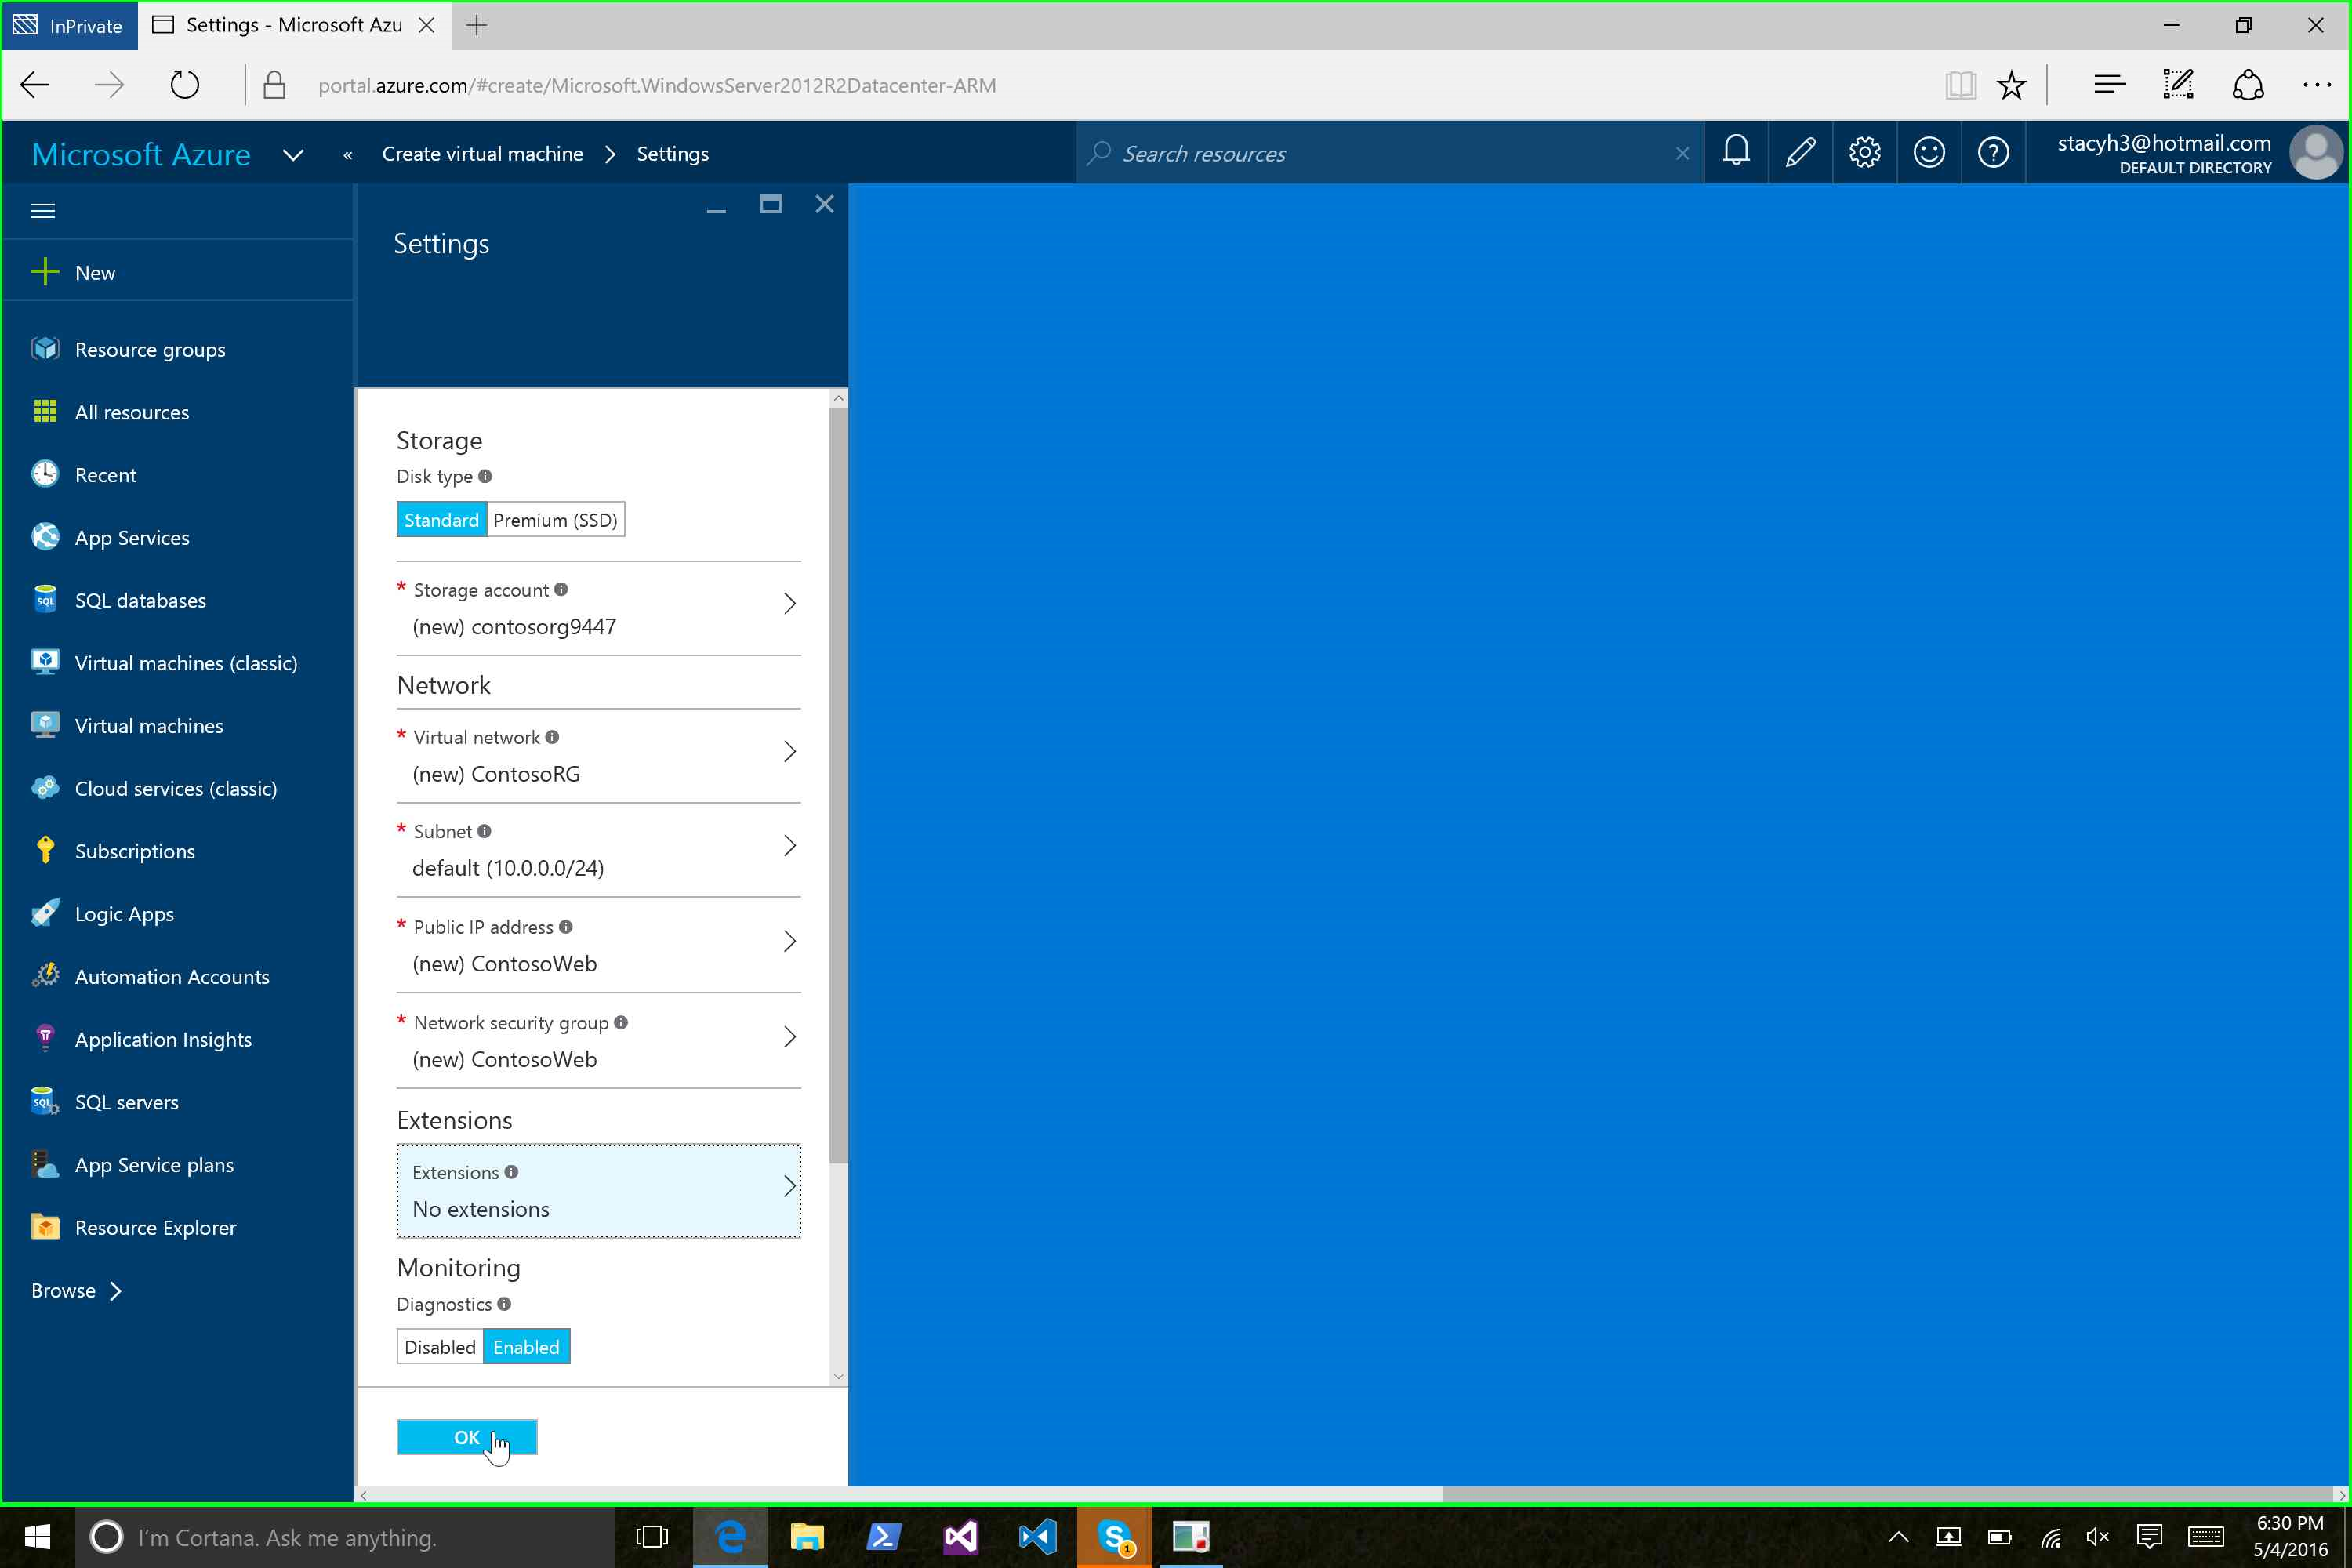 InPrivate
Settings - Microsoft Azu
portal.azure.com/#create/Microsoft.WindowsServer2012R2Datacenter-ARM
Microsoft Azure
« Create virtual machine > Settings
Search resources
stacyh3@hotmail.com
DEFAULT DIRECTORY
New
Resource groups
All resources
Recent
App Services
SQL databases
Virtual machines (classic)
Virtual machines
Cloud services (classic)
Subscriptions
Logic Apps
Automation Accounts
Application Insights
SQL servers
App Service plans
Resource Explorer
Browse >
Settings
Storage
Disk type
Standard Premium (SSD)
* Storage account
(new) contosorg9447
Network
* Virtual network
(new) ContosoRG
* Subnet
default (10.0.0.0/24)
* Public IP address
(new) ContosoWeb
* Network security group
(new) ContosoWeb
Extensions
Extensions
No extensions
Monitoring
Diagnostics
Disabled Enabled
OK
I'm Cortana. Ask me anything.
1
6:30 PM
5/4/2016